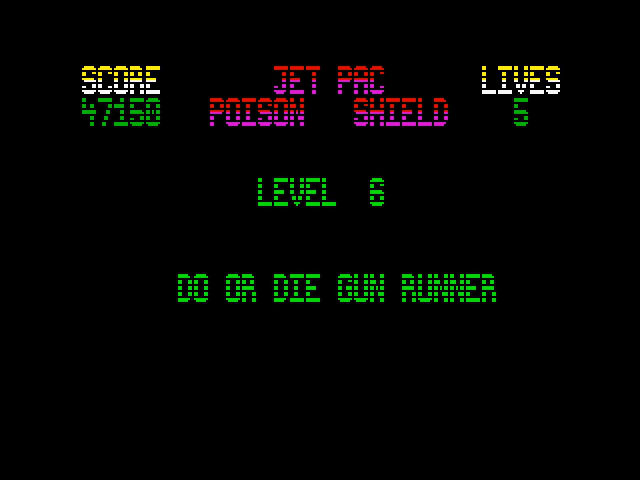 SCORE JET PAC LIVES
47150 POISON SHIELD 5
LEVEL 6
DO OR DIE GUN RUNNER